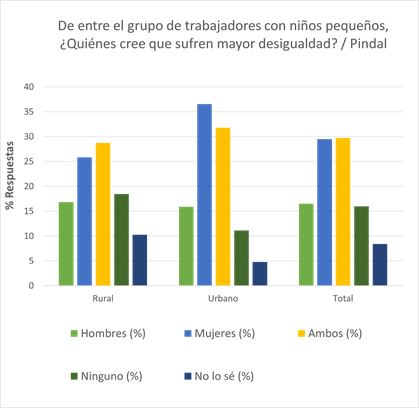 De entre el grupo de trabajadores con niños pequeños,
¿Quiénes cree que sufren mayor desigualdad? / Pindal
% Respuestas
40
35
30
25
20
15
10
5
0
Rural Urbano Total
Hombres (%) Mujeres (%) Ambos (%)
Ninguno (%) No lo sé (%)